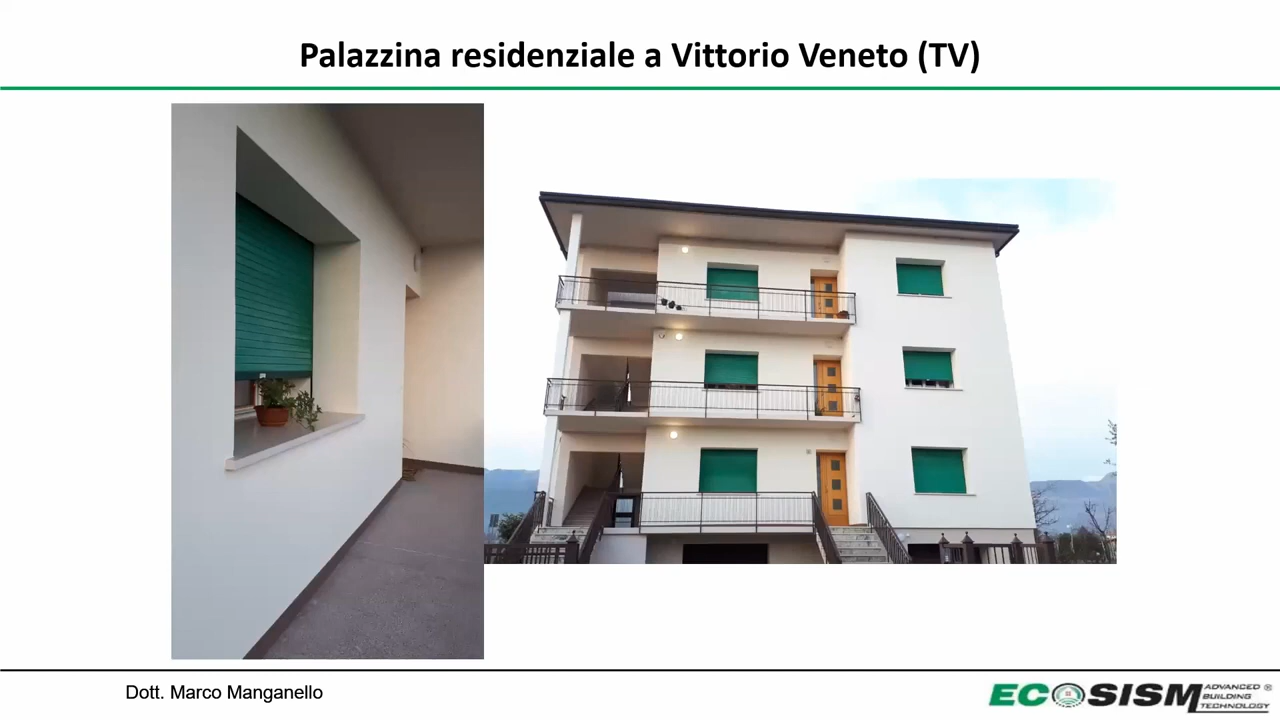 Palazzina residenziale a Vittorio Veneto (TV)
Dott. Marco Manganello
ECOSISM ADVANCED ®
BUILDING
TECHNOLOGY